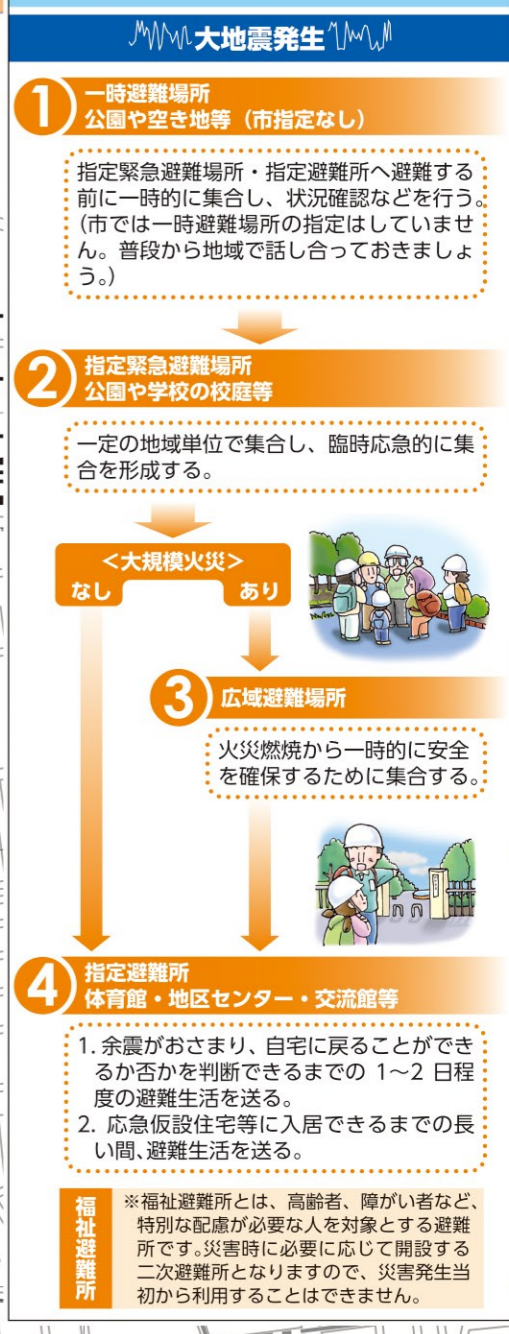 大地震発生
1 一時避難場所
公園や空き地等（市指定なし）
指定緊急避難場所・指定避難所へ避難する
前に一時的に集合し、状況確認などを行う。
（市では一時避難場所の指定はしていませ
ん。普段から地域で話し合っておきましょ
う。）
2 指定緊急避難場所
公園や学校の校庭等
一定の地域単位で集合し、臨時応急的に集
合を形成する。
＜大規模火災＞
なし あり
3 広域避難場所
火災燃焼から一時的に安全
を確保するために集合する。
4 指定避難所
体育館・地区センター・交流館等
1. 余震がおさまり、自宅に戻ることができ
るか否かを判断できるまでの 1～2 日程
度の避難生活を送る。
2. 応急仮設住宅等に入居できるまでの長
い間、避難生活を送る。
福祉避難所
※福祉避難所とは、高齢者、障がい者など、
特別な配慮が必要な人を対象とする避難
所です。災害時に必要に応じて開設する
二次避難所となりますので、災害発生当
初から利用することはできません。